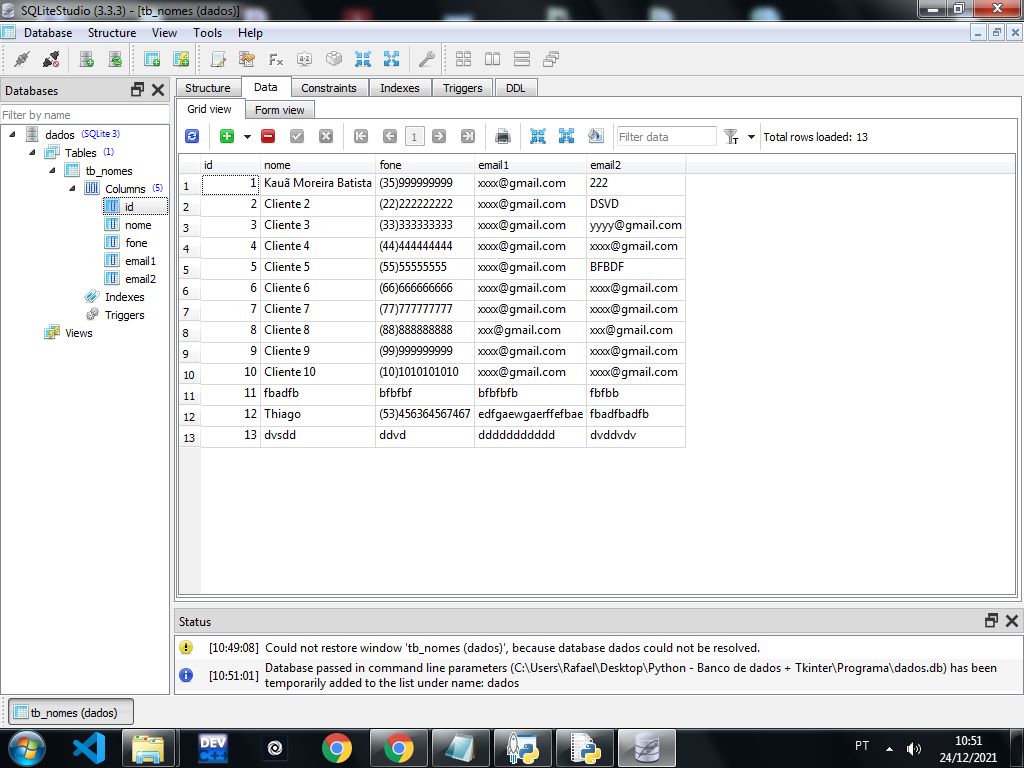 SQLiteStudio (3.3.3) - [tb_nomes (dados)]
Database Structure View Tools Help
Databases
Filter by name
dados (SQLite 3)
Tables (1)
tb_nomes
Columns (5)
id
nome
fone
email1
email2
Indexes
Triggers
Views
Structure Data Constraints Indexes Triggers DDL
Grid view Form view
1 Filter data Total rows loaded: 13
id nome fone email1 email2
1 1 Kauã Moreira Batista (35)999999999 xxxx@gmail.com 222
2 2 Cliente 2 (22)222222222 xxxx@gmail.com DSVD
3 3 Cliente 3 (33)333333333 xxxx@gmail.com yyyy@gmail.com
4 4 Cliente 4 (44)444444444 xxxx@gmail.com xxxx@gmail.com
5 5 Cliente 5 (55)55555555 xxxx@gmail.com BFBDF
6 6 Cliente 6 (66)666666666 xxxx@gmail.com xxxx@gmail.com
7 7 Cliente 7 (77)777777777 xxxx@gmail.com xxxx@gmail.com
8 8 Cliente 8 (88)888888888 xxx@gmail.com xxx@gmail.com
9 9 Cliente 9 (99)999999999 xxxx@gmail.com xxxx@gmail.com
10 10 Cliente 10 (10)1010101010 xxxx@gmail.com xxxx@gmail.com
11 11 fbadfb bfbfbf bfbfbfb fbfbb
12 12 Thiago (53)456364567467 edfgaewgaerffefbae fbadfbadfb
13 13 dvsdd ddvd ddddddddddd dvddvdv
Status
[10:49:08] Could not restore window 'tb_nomes (dados)', because database dados could not be resolved.
[10:51:01] Database passed in command line parameters (C:\Users\Rafael\Desktop\Python - Banco de dados + Tkinter\Programa\dados.db) has been
temporarily added to the list under name: dados
tb_nomes (dados)
DEV
C++
PT
10:51
24/12/2021